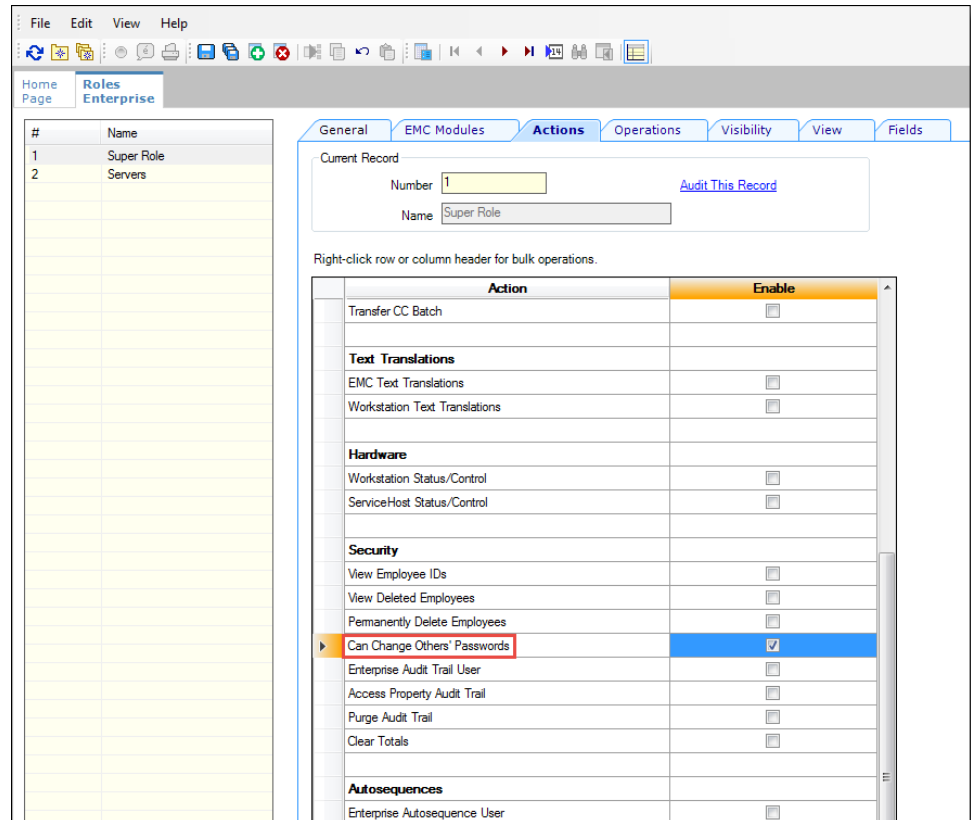 File Edit View Help
Home Page
Roles Enterprise
# Name
1 Super Role
2 Servers
General EMC Modules Actions Operations Visibility View Fields
Current Record
Number 1 Audit This Record
Name Super Role
Right-click row or column header for bulk operations.
Action Enable
Transfer CC Batch
Text Translations
EMC Text Translations
Workstation Text Translations
Hardware
Workstation Status/Control
ServiceHost Status/Control
Security
View Employee IDs
View Deleted Employees
Permanently Delete Employees
Can Change Others' Passwords
Enterprise Audit Trail User
Access Property Audit Trail
Purge Audit Trail
Clear Totals
Autosequences
Enterprise Autosequence User